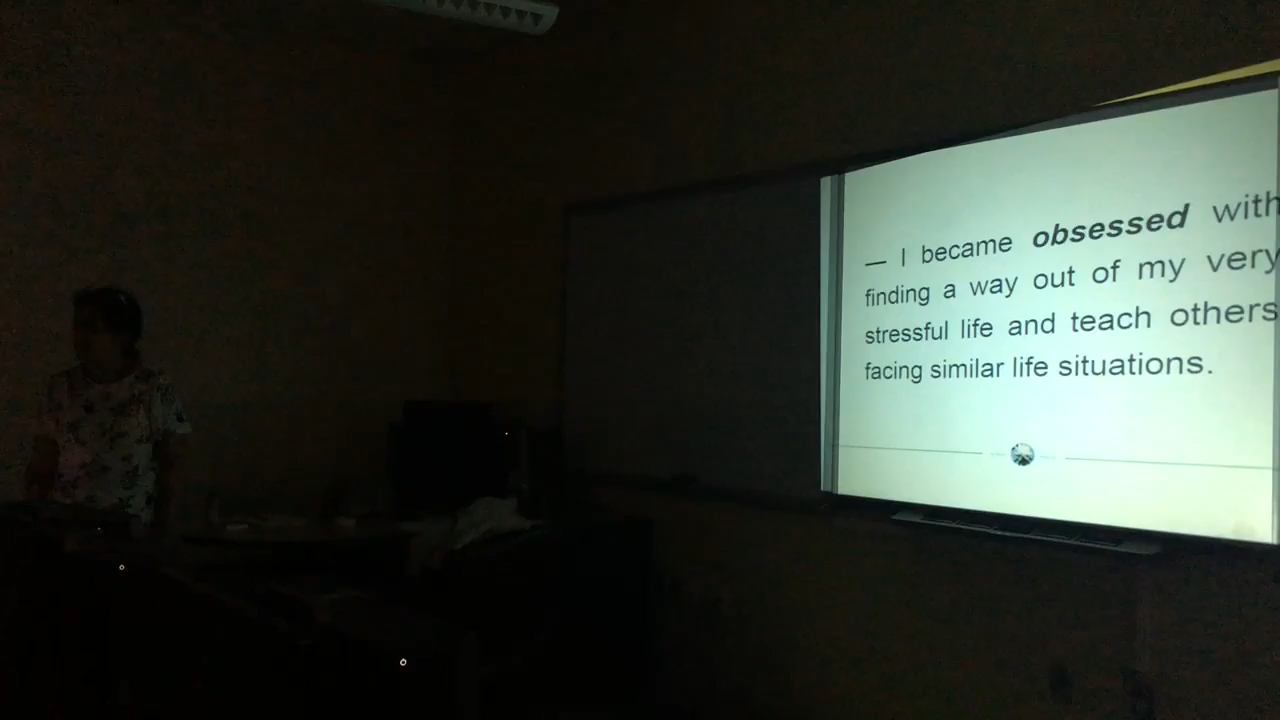 — I became obsessed with
finding a way out of my very
stressful life and teach others
facing similar life situations.